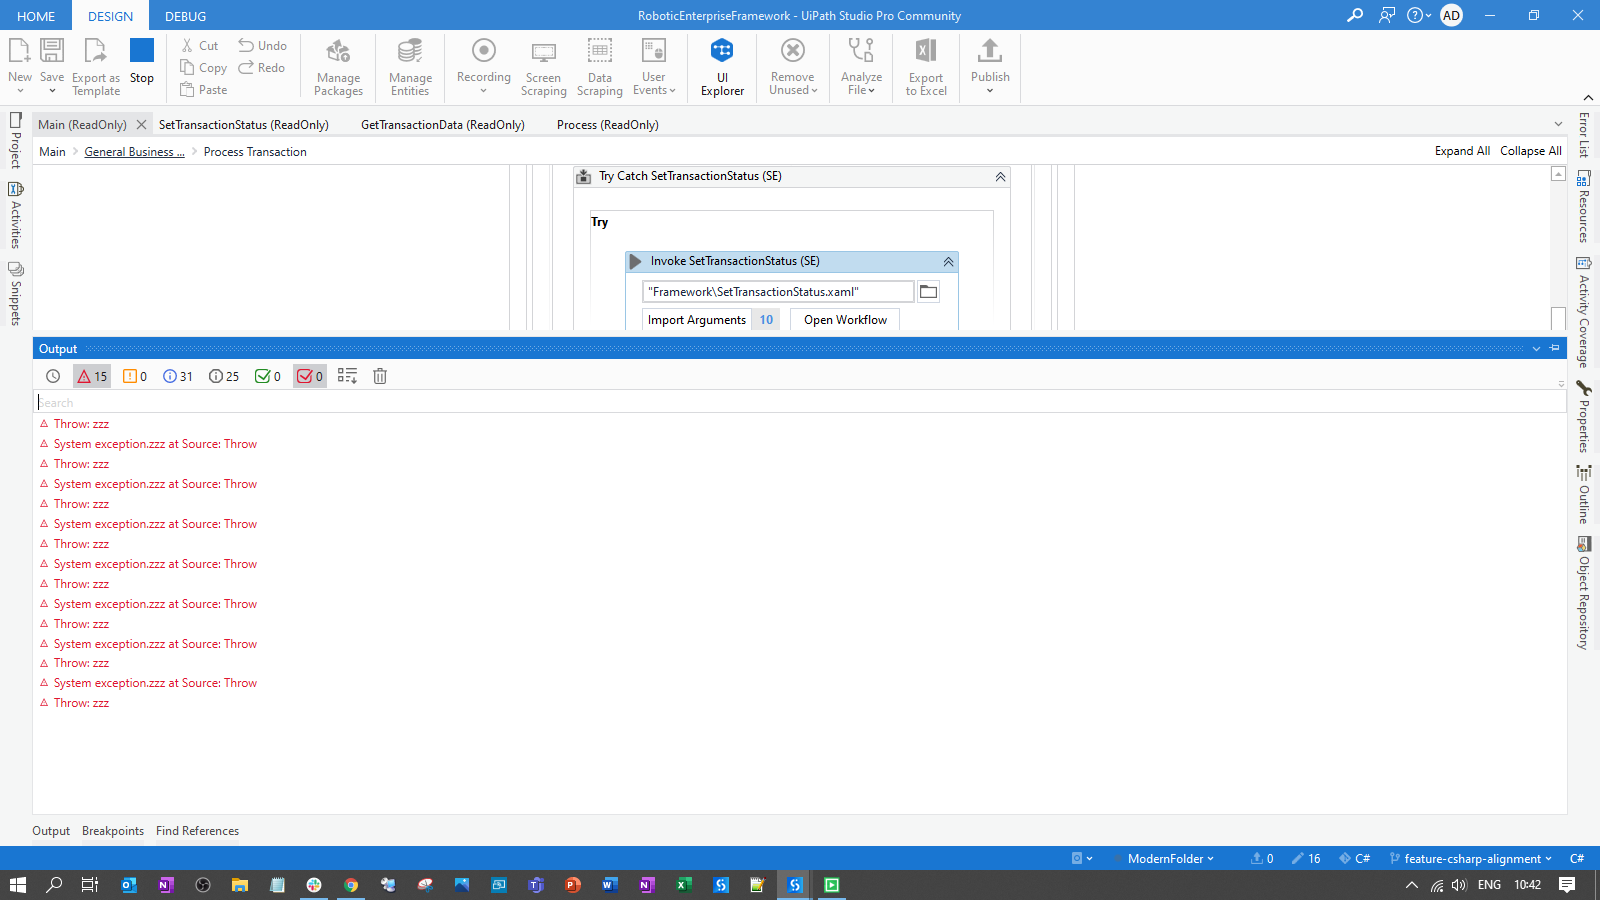 HOME DESIGN DEBUG RoboticEnterpriseFramework - UiPath Studio Pro Community AD
New Save Export as Template Stop Cut Copy Paste Undo Redo Manage Packages Manage Entities Recording Screen Scraping Data Scraping User Events UI Explorer Remove Unused Analyze File Export to Excel Publish
Main (ReadOnly) SetTransactionStatus (ReadOnly) GetTransactionData (ReadOnly) Process (ReadOnly)
Main General Business ... Process Transaction Expand All Collapse All
Project
Activities
Snippets
Try Catch SetTransactionStatus (SE)
Try
Invoke SetTransactionStatus (SE)
"Framework\SetTransactionStatus.xaml"
Import Arguments 10 Open Workflow
Error List
Resources
Activity Coverage
Properties
Outline
Object Repository
Output
15 0 31 25 0 0
Search
Throw: zzz
System exception.zzz at Source: Throw
Throw: zzz
System exception.zzz at Source: Throw
Throw: zzz
System exception.zzz at Source: Throw
Throw: zzz
System exception.zzz at Source: Throw
Throw: zzz
System exception.zzz at Source: Throw
Throw: zzz
System exception.zzz at Source: Throw
Throw: zzz
System exception.zzz at Source: Throw
Throw: zzz
Output Breakpoints Find References
ModernFolder 0 16 C# feature-csharp-alignment C#
ENG 10:42